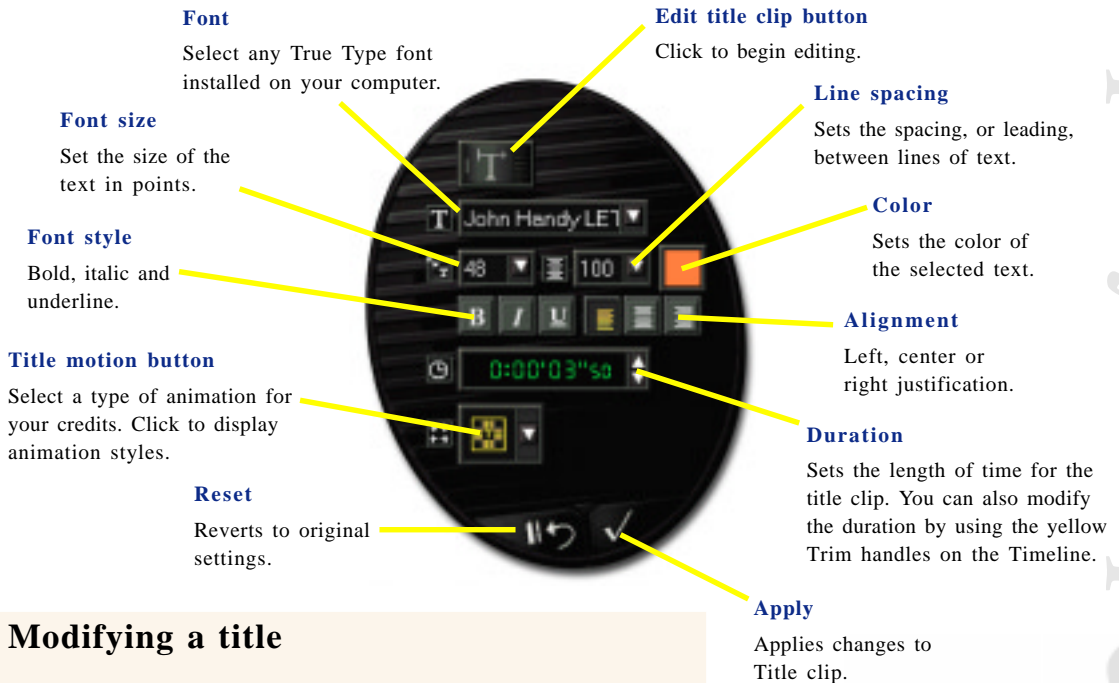 Font
Select any True Type font
installed on your computer.
Edit title clip button
Click to begin editing.
Font size
Set the size of the
text in points.
Line spacing
Sets the spacing, or leading,
between lines of text.
Font style
Bold, italic and
underline.
Color
Sets the color of
the selected text.
Title motion button
Select a type of animation for
your credits. Click to display
animation styles.
Alignment
Left, center or
right justification.
Reset
Reverts to original
settings.
Duration
Sets the length of time for the
title clip. You can also modify
the duration by using the yellow
Trim handles on the Timeline.
Apply
Applies changes to
Title clip.
T
T John Handy LET
48 100
B I U
0:00'03"50
Modifying a title